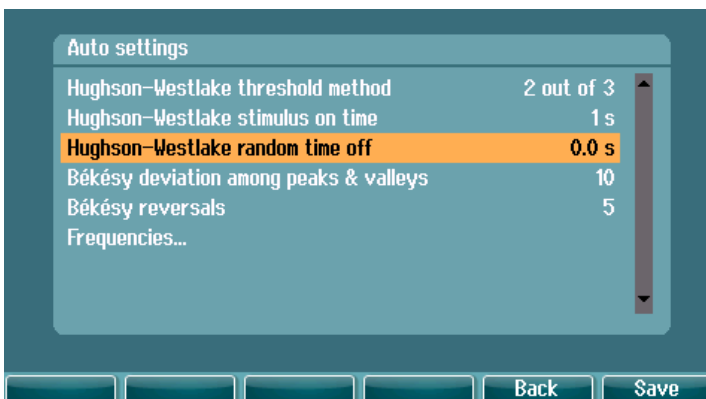 Auto settings
Hughson-Westlake threshold method 2 out of 3
Hughson-Westlake stimulus on time 1 s
Hughson-Westlake random time off 0.0 s
Békésy deviation among peaks & valleys 10
Békésy reversals 5
Frequencies...
Back Save